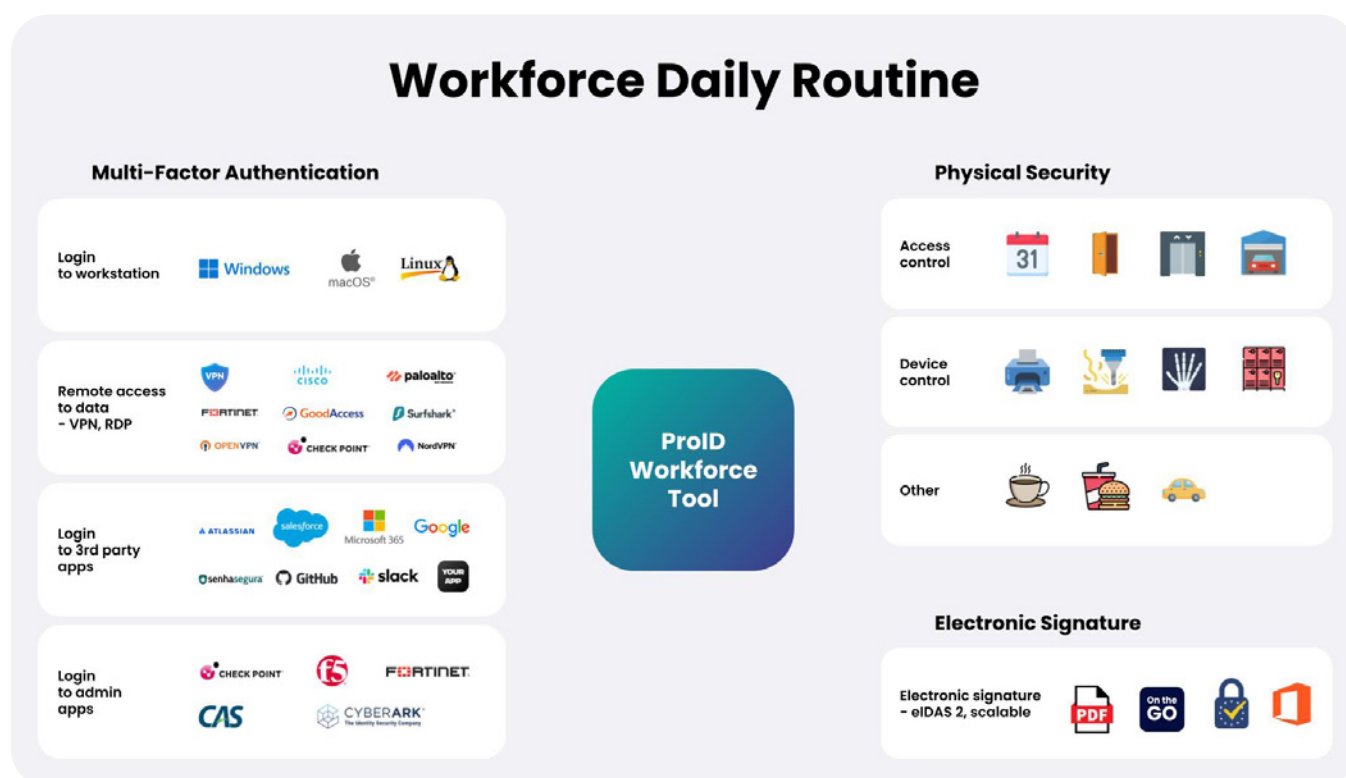 Workforce Daily Routine
Multi-Factor Authentication
Login
to workstation
Windows
macOS®
Linux
Remote access
to data
- VPN, RDP
VPN
CISCO
paloalto
FORTINET
GoodAccess
Surfshark®
OPENVPN
CHECK POINT
NordVPN
Login
to 3rd party
apps
ATLASSIAN
salesforce
Microsoft 365
Google
senhasegura
GitHub
slack
YOUR
APP
Login
to admin
apps
CHECK POINT
f5
FORTINET
CAS
CYBERARK®
The Identity Security Company
ProID
Workforce
Tool
Physical Security
Access
control
31
Device
control
Other
Electronic Signature
Electronic signature
- eIDAS 2, scalable
PDF
On the
GO